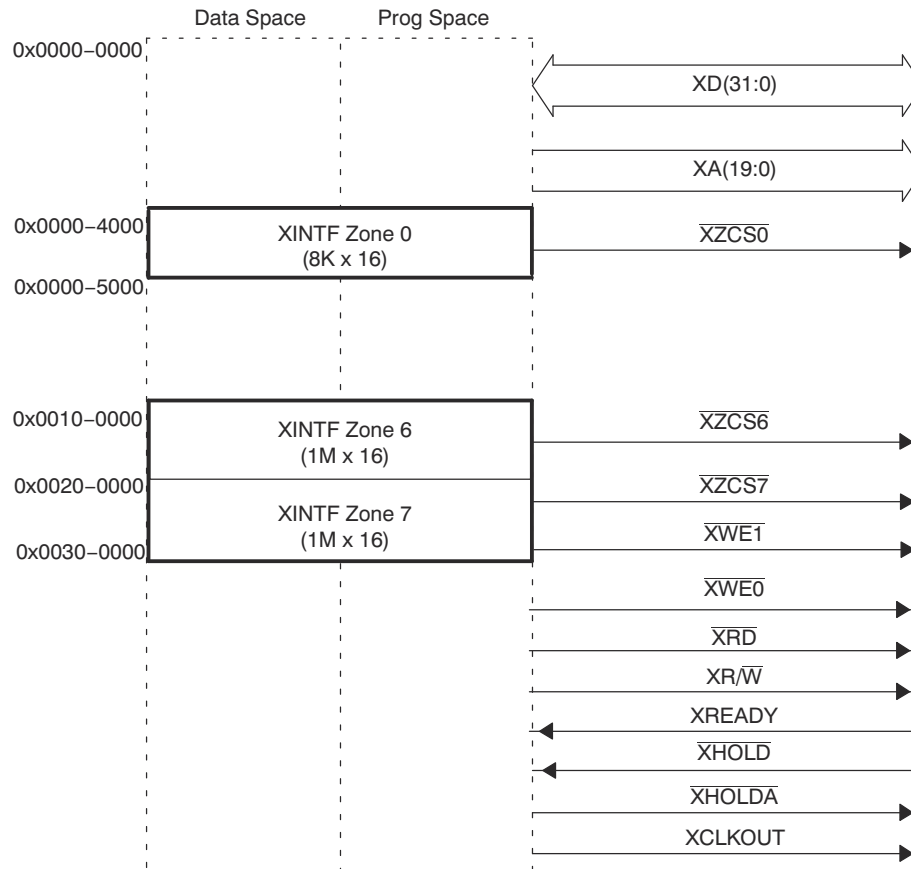 Data Space Prog Space
0x0000–0000
XD(31:0)
XA(19:0)
0x0000–4000
XINTF Zone 0
(8K x 16)
XZCS0
0x0000–5000
0x0010–0000
XINTF Zone 6
(1M x 16)
XZCS6
0x0020–0000
XZCS7
XINTF Zone 7
(1M x 16)
0x0030–0000
XWE1
XWE0
XRD
XR/W
XREADY
XHOLD
XHOLDA
XCLKOUT